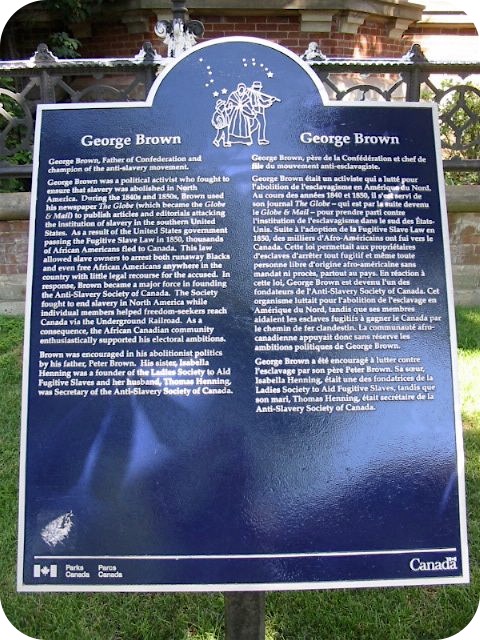 George Brown
George Brown, Father of Confederation and
champion of the anti-slavery movement.
George Brown was a political activist who fought to
ensure that slavery was abolished in North
America. During the 1840s and 1850s, Brown used
his newspaper The Globe (which became the Globe
& Mail) to publish articles and editorials attacking
the institution of slavery in the southern United
States. As a result of the United States government
passing the Fugitive Slave Law in 1850, thousands
of African Americans fled to Canada. This law
allowed slave owners to arrest both runaway Blacks
and even free African Americans anywhere in the
country with little legal recourse for the accused. In
response, Brown became a major force in founding
the Anti-Slavery Society of Canada. The Society
fought to end slavery in North America while
individual members helped freedom-seekers reach
Canada via the Underground Railroad. As a
consequence, the African Canadian community
enthusiastically supported his electoral ambitions.
Brown was encouraged in his abolitionist politics
by his father, Peter Brown. His sister, Isabella
Henning was a founder of the Ladies Society to Aid
Fugitive Slaves and her husband, Thomas Henning,
was Secretary of the Anti-Slavery Society of Canada.
George Brown
George Brown, père de la Confédération et chef de
file du mouvement anti-esclavagiste.
George Brown était un activiste qui a lutté pour
l'abolition de l'esclavagisme en Amérique du Nord.
Au cours des années 1840 et 1850, il s'est servi de
son journal The Globe – qui est par la suite devenu
le Globe & Mail – pour prendre parti contre
l'institution de l'esclavagisme dans le sud des États-
Unis. Suite à l'adoption de la Fugitive Slave Law en
1850, des milliers d'Afro-Américains ont fui vers le
Canada. Cette loi permettait aux propriétaires
d'esclaves d'arrêter tout fugitif et même toute
personne libre d'origine afro-américaine sans
mandat ni procès, partout au pays. En réaction à
cette loi, George Brown est devenu l'un des
fondateurs de l'Anti-Slavery Society of Canada. Cet
organisme luttait pour l'abolition de l'esclavage en
Amérique du Nord, tandis que ses membres
aidaient les esclaves fugitifs à gagner le Canada par
le chemin de fer clandestin. La communauté afro-
canadienne appuyait donc sans réserve les
ambitions politiques de George Brown.
George Brown a été encouragé à lutter contre
l'esclavage par son père Peter Brown. Sa sœur,
Isabella Henning, était une des fondatrices de la
Ladies Society to Aid Fugitive Slaves, tandis que
son mari, Thomas Henning, était secrétaire de la
Anti-Slavery Society of Canada.
Parks Canada
Parcs Canada
Canada